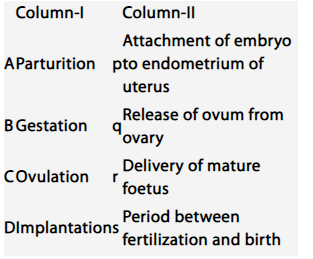 Column-I Column-II
Attachment of embryo
A Parturition p to endometrium of
uterus
B Gestation q Release of ovum from
ovary
C Ovulation r Delivery of mature
foetus
D Implantation s Period between
fertilization and birth